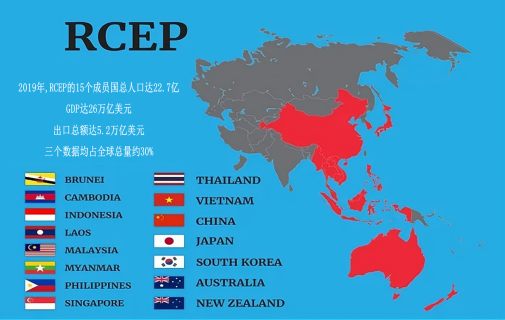 RCEP
2019年,RCEP的15个成员国总人口达22.7亿
GDP达26万亿美元
出口总额达5.2万亿美元
三个数据均占全球总量约30%
BRUNEI
CAMBODIA
INDONESIA
LAOS
MALAYSIA
MYANMAR
PHILIPPINES
SINGAPORE
THAILAND
VIETNAM
CHINA
JAPAN
SOUTH KOREA
AUSTRALIA
NEW ZEALAND